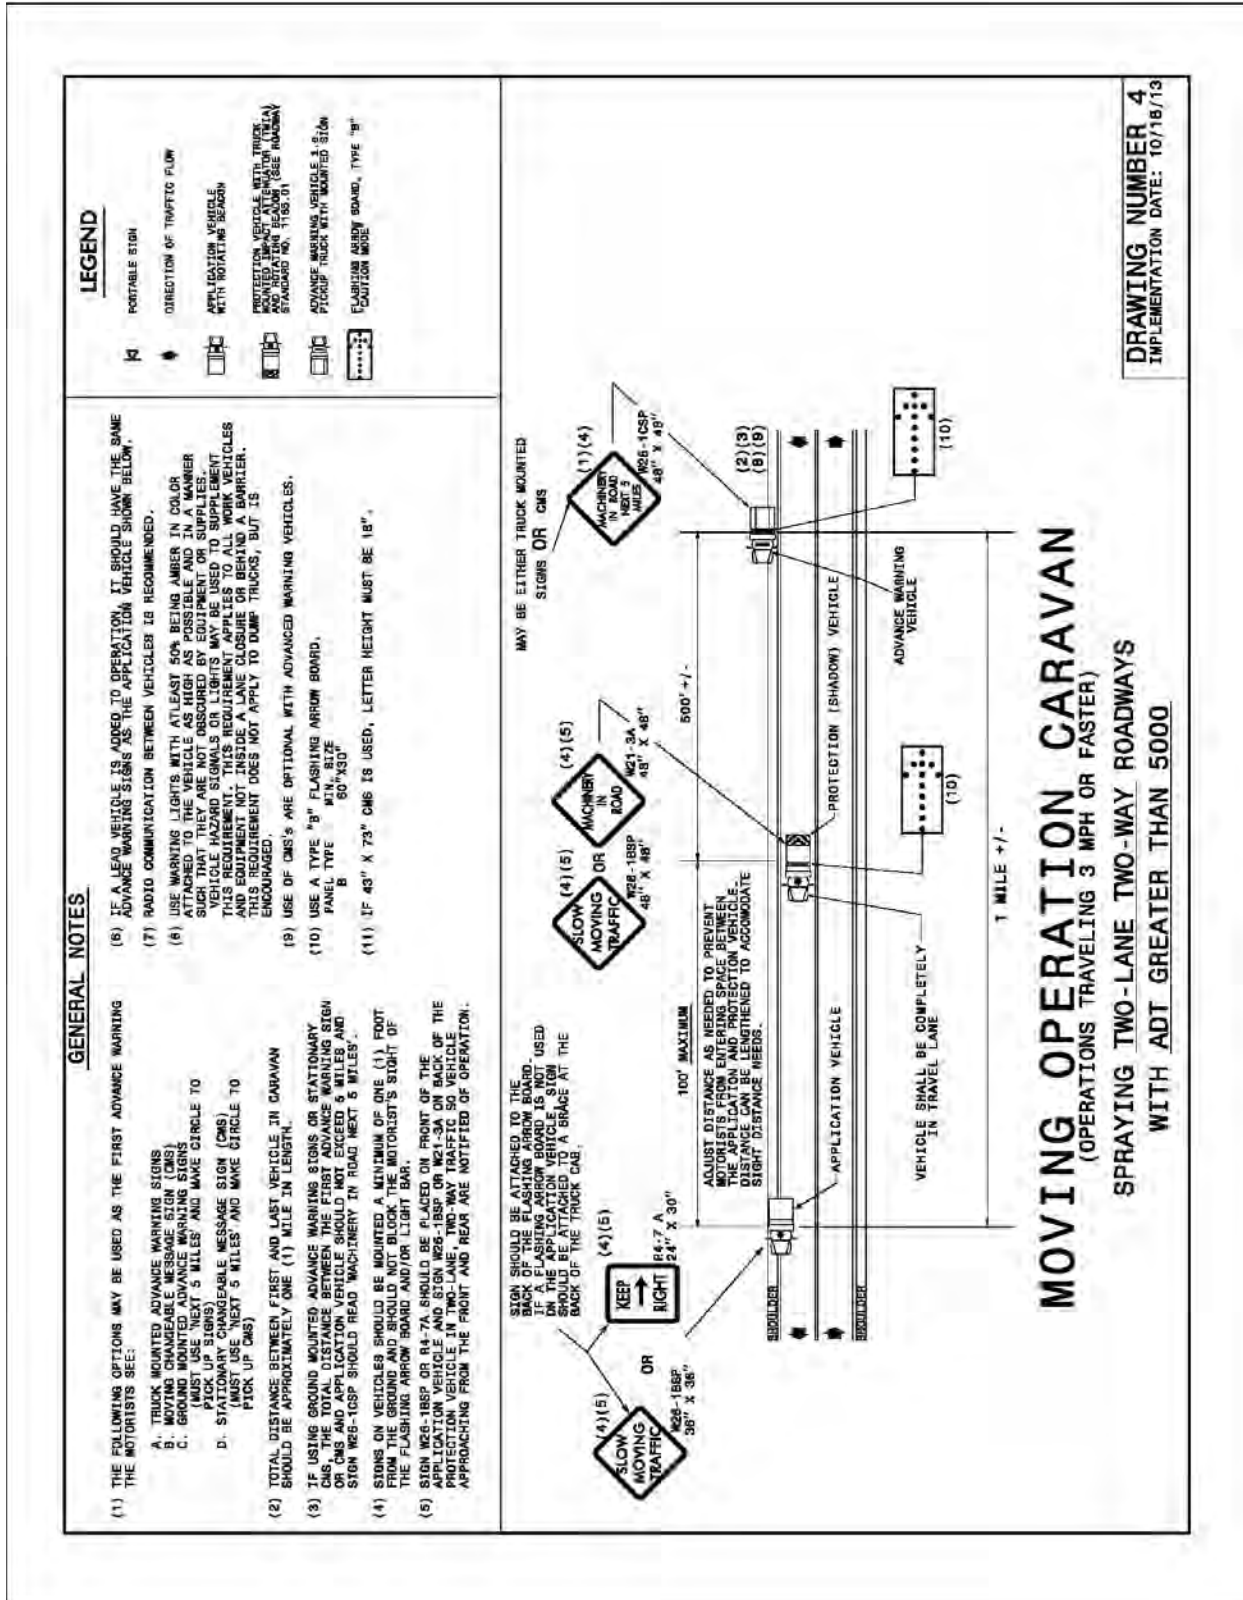 GENERAL NOTES
(1) THE FOLLOWING OPTIONS MAY BE USED AS THE FIRST ADVANCE WARNING
THE MOTORISTS SEE:
A. TRUCK MOUNTED ADVANCE WARNING SIGNS
B. MOVING CHANGEABLE MESSAGE SIGN (CMS)
C. GROUND MOUNTED ADVANCE WARNING SIGNS
(MUST USE 'NEXT 5 MILES' AND MAKE CIRCLE TO
PICK UP SIGNS)
D. STATIONARY CHANGEABLE MESSAGE SIGN (CMS)
(MUST USE 'NEXT 5 MILES' AND MAKE CIRCLE TO
PICK UP CMS)
(2) TOTAL DISTANCE BETWEEN FIRST AND LAST VEHICLE IN CARAVAN
SHOULD BE APPROXIMATELY ONE (1) MILE IN LENGTH.
(3) IF USING GROUND MOUNTED ADVANCE WARNING SIGNS OR STATIONARY
CMS, THE TOTAL DISTANCE BETWEEN THE FIRST ADVANCE WARNING SIGN
OR CMS AND APPLICATION VEHICLE SHOULD NOT EXCEED 5 MILES AND
SIGN W26-1CSP SHOULD READ 'MACHINERY IN ROAD NEXT 5 MILES'.
(4) SIGNS ON VEHICLES SHOULD BE MOUNTED A MINIMUM OF ONE (1) FOOT
FROM THE GROUND AND SHOULD NOT BLOCK THE MOTORIST'S SIGHT OF
THE FLASHING ARROW BOARD AND/OR LIGHT BAR.
(5) SIGN W26-1BSP OR R4-7A SHOULD BE PLACED ON FRONT OF THE
APPLICATION VEHICLE AND SIGN W26-1BSP OR W21-3A ON BACK OF THE
PROTECTION VEHICLE IN TWO-LANE, TWO-WAY TRAFFIC SO VEHICLE
APPROACHING FROM THE FRONT AND REAR ARE NOTIFIED OF OPERATION.
(6) IF A LEAD VEHICLE IS ADDED TO OPERATION, IT SHOULD HAVE THE SAME
ADVANCE WARNING SIGNS AS THE APPLICATION VEHICLE SHOWN BELOW.
(7) RADIO COMMUNICATION BETWEEN VEHICLES IS RECOMMENDED.
(8) USE WARNING LIGHTS WITH ATLEAST 50% BEING AMBER IN COLOR
ATTACHED TO THE VEHICLE AS HIGH AS POSSIBLE AND IN A MANNER
SUCH THAT THEY ARE NOT OBSCURED BY EQUIPMENT OR SUPPLIES.
VEHICLE HAZARD SIGNALS OR LIGHTS MAY BE USED TO SUPPLEMENT
THIS REQUIREMENT. THIS REQUIREMENT APPLIES TO ALL WORK VEHICLES
AND EQUIPMENT NOT INSIDE A LANE CLOSURE OR BEHIND A BARRIER.
THIS REQUIREMENT DOES NOT APPLY TO DUMP TRUCKS, BUT IS
ENCOURAGED.
(9) USE OF CMS's ARE OPTIONAL WITH ADVANCED WARNING VEHICLES.
(10) USE A TYPE "B" FLASHING ARROW BOARD.
PANEL TYPE MIN. SIZE
B 60"X30"
(11) IF 43" X 73" CMS IS USED, LETTER HEIGHT MUST BE 18".
LEGEND
PORTABLE SIGN
DIRECTION OF TRAFFIC FLOW
APPLICATION VEHICLE
WITH ROTATING BEACON
PROTECTION VEHICLE WITH TRUCK
MOUNTED IMPACT ATTENUATOR (TMIA)
AND ROTATING BEACON (SEE ROADWAY
STANDARD NO. 1165.01
ADVANCE WARNING VEHICLE
PICKUP TRUCK WITH MOUNTED SIGN
FLASHING ARROW BOARD, TYPE "B"
"CAUTION MODE"
SIGN SHOULD BE ATTACHED TO THE
BACK OF THE FLASHING ARROW BOARD.
IF A FLASHING ARROW BOARD IS NOT USED
ON THE APPLICATION VEHICLE, SIGN
SHOULD BE ATTACHED TO A BRACE AT THE
BACK OF THE TRUCK CAB.
MAY BE EITHER TRUCK MOUNTED
SIGNS OR CMS
(4)(5)
SLOW
MOVING
TRAFFIC
W26-1BSP
36" X 36"
OR
(4)(5)
KEEP
RIGHT
R4-7A
24" X 30"
(4)(5)
SLOW
MOVING
TRAFFIC
W26-1BSP
48" X 48"
OR
(4)(5)
MACHINERY
IN
ROAD
W21-3A
48" X 48"
(1)(4)
MACHINERY
IN ROAD
NEXT 5
MILES
W26-1CSP
48" X 48"
100' MAXIMUM
500' +/-
ADJUST DISTANCE AS NEEDED TO PREVENT
MOTORISTS FROM ENTERING SPACE BETWEEN
THE APPLICATION AND PROTECTION VEHICLE.
DISTANCE CAN BE LENGTHENED TO ACCOMODATE
SIGHT DISTANCE NEEDS.
(2)(3)
(8)(9)
SHOULDER
SHOULDER
APPLICATION VEHICLE
PROTECTION (SHADOW) VEHICLE
VEHICLE SHALL BE COMPLETELY
IN TRAVEL LANE
ADVANCE WARNING
VEHICLE
(10)
(10)
1 MILE +/-
MOVING OPERATION CARAVAN
(OPERATIONS TRAVELING 3 MPH OR FASTER)
SPRAYING TWO-LANE TWO-WAY ROADWAYS
WITH ADT GREATER THAN 5000
DRAWING NUMBER 4
IMPLEMENTATION DATE: 10/18/13